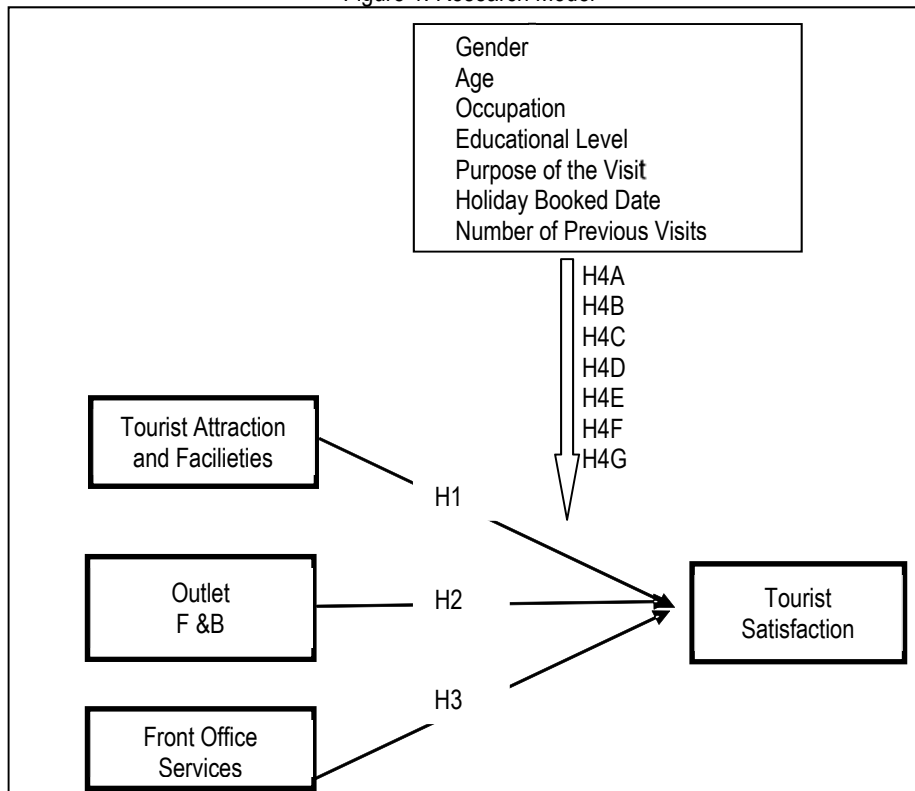 Figure 1. Research Model
Gender
Age
Occupation
Educational Level
Purpose of the Visit
Holiday Booked Date
Number of Previous Visits
H4A
H4B
H4C
H4D
H4E
H4F
H4G
Tourist Attraction
and Facilieties
H1
Outlet
F &B
H2
Tourist
Satisfaction
H3
Front Office
Services